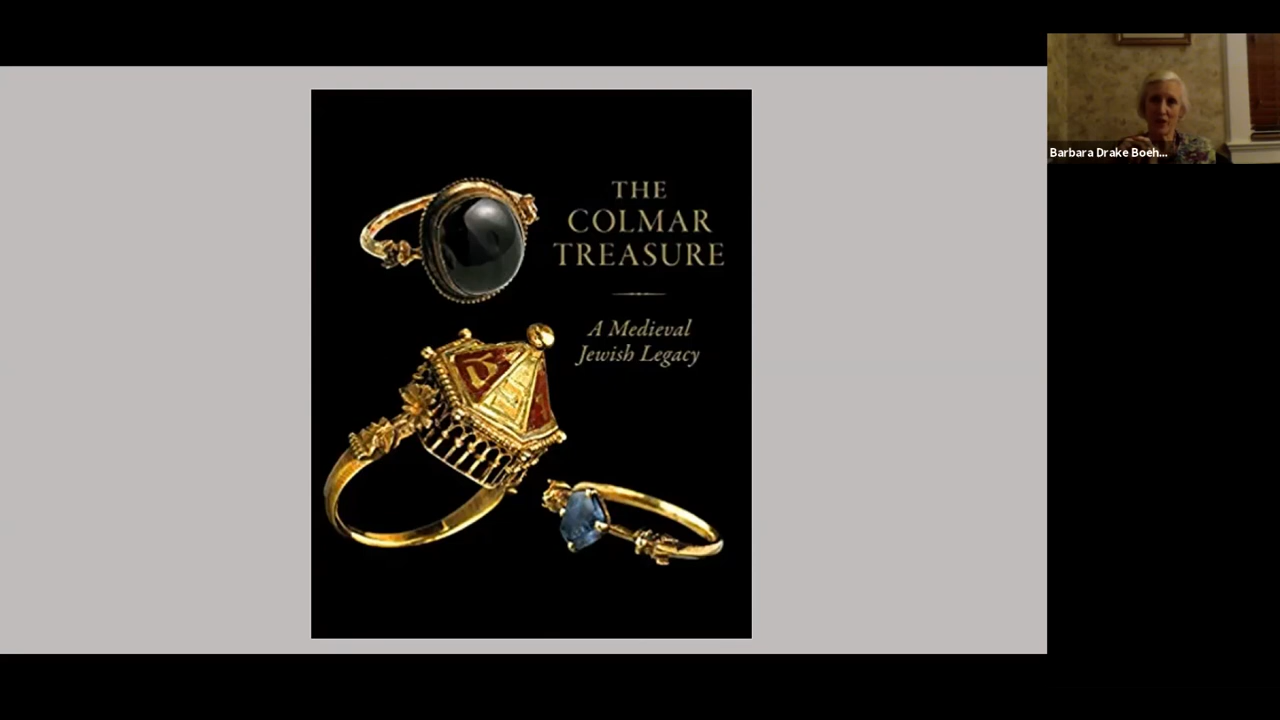 THE
COLMAR
TREASURE
A Medieval
Jewish Legacy
Barbara Drake Boeh...